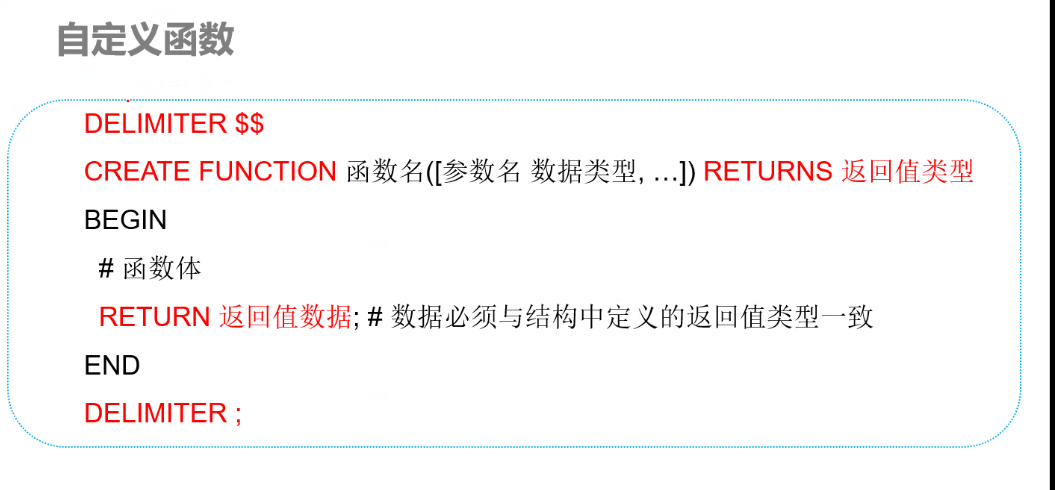 自定义函数
DELIMITER $$
CREATE FUNCTION 函数名([参数名 数据类型, …]) RETURNS 返回值类型
BEGIN
# 函数体
RETURN 返回值数据; # 数据必须与结构中定义的返回值类型一致
END
DELIMITER ;